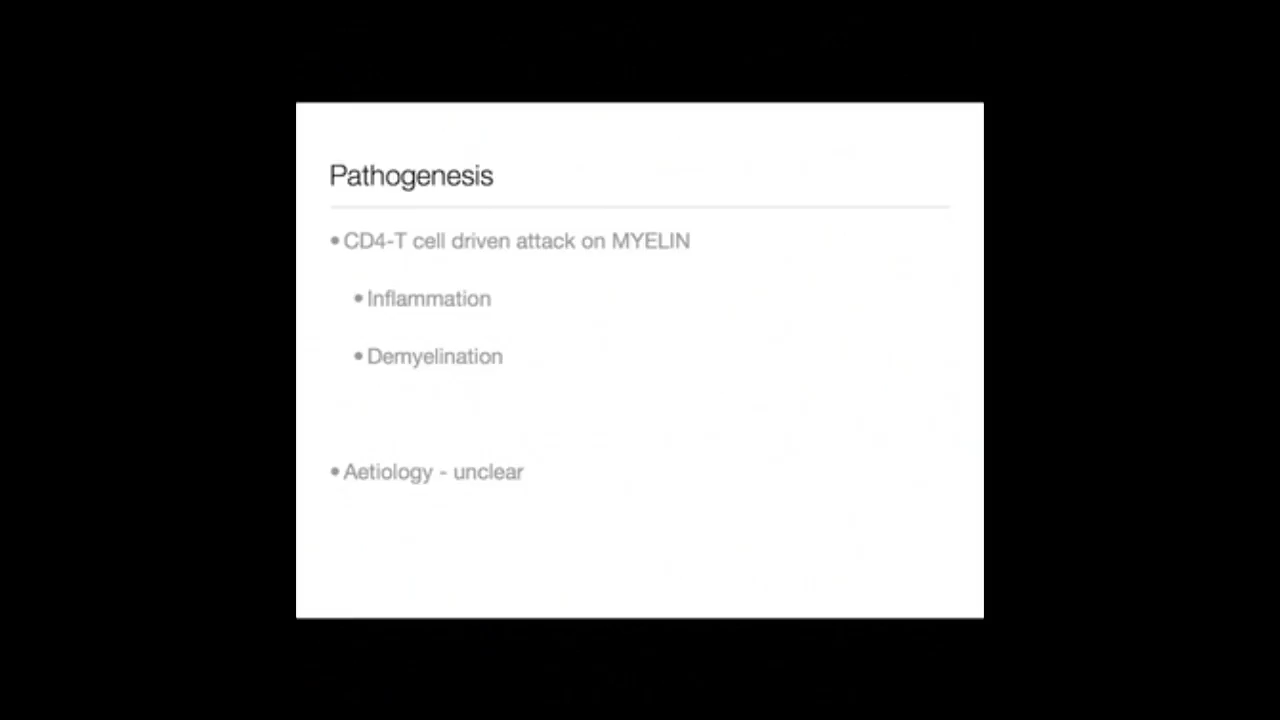 Pathogenesis
• CD4-T cell driven attack on MYELIN
• Inflammation
• Demyelination
• Aetiology - unclear